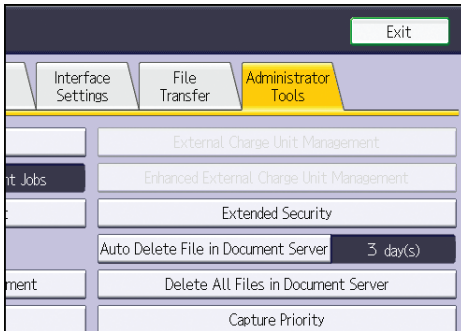 Exit
Interface
Settings
File
Transfer
Administrator
Tools
External Charge Unit Management
nt Jobs
Enhanced External Charge Unit Management
Extended Security
Auto Delete File in Document Server
3 day(s)
ment
Delete All Files in Document Server
Capture Priority